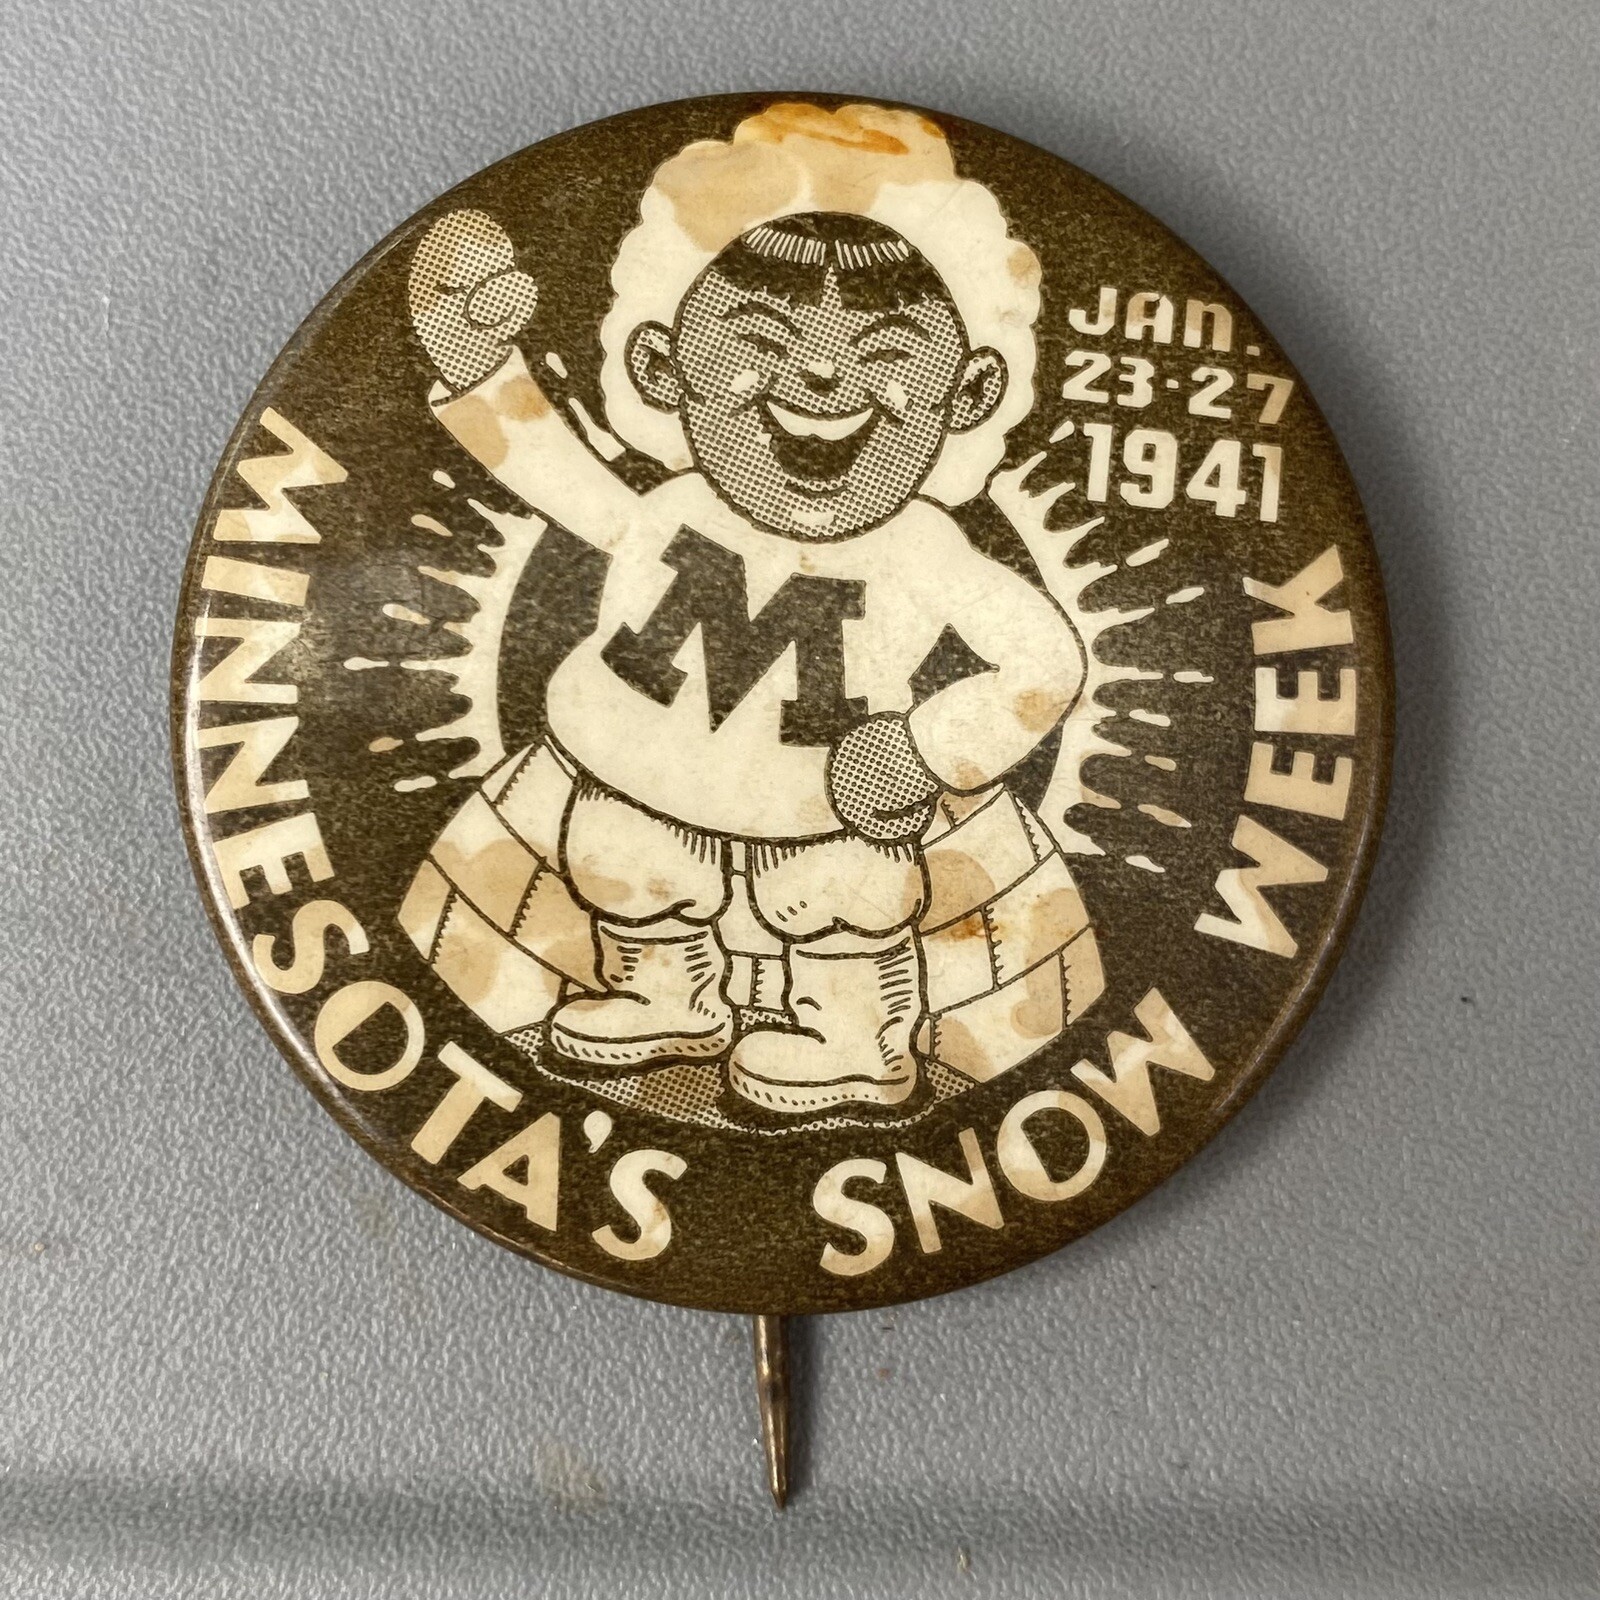 JAN.
23-27
1941
M
MINNESOTA'S SNOW WEEK